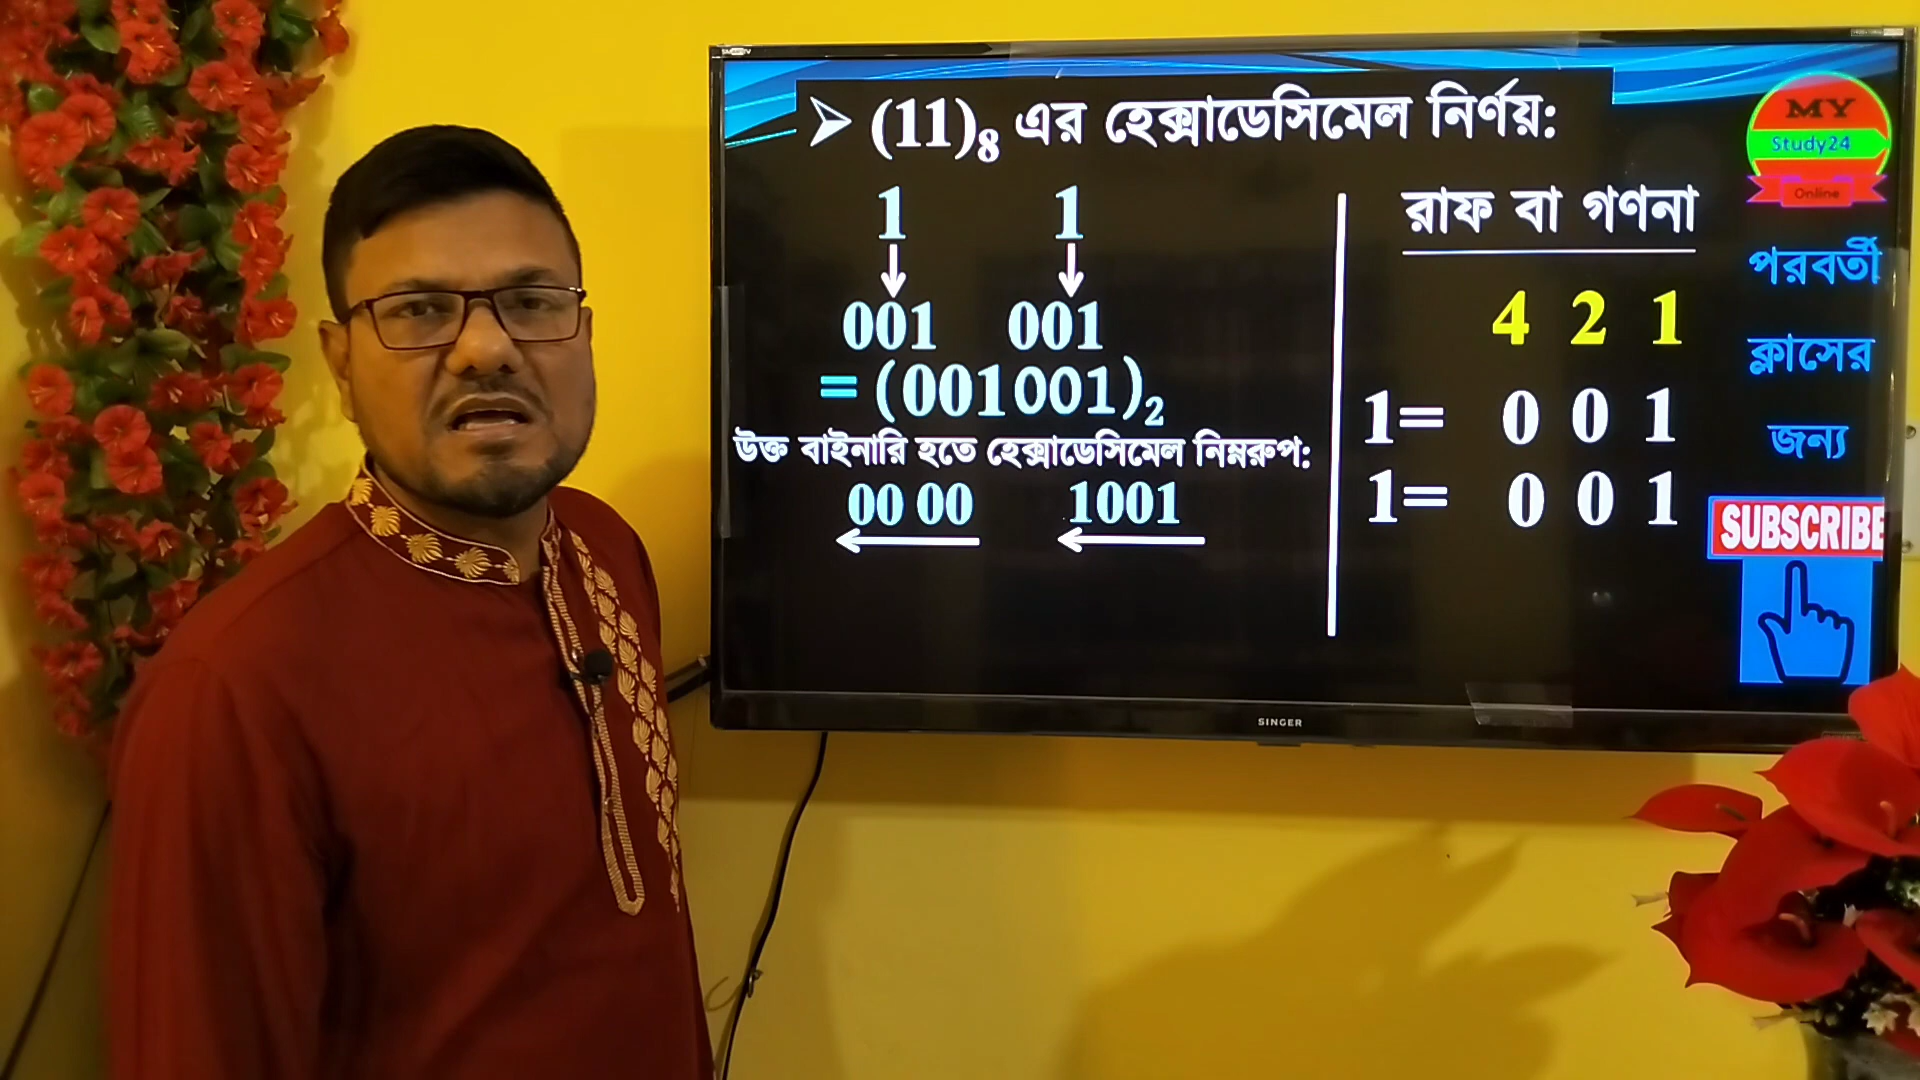 ➤ (11)₈ এর হেক্সাডেসিমেল নির্ণয়:
1 1
001 001
= (001001)₂
উক্ত বাইনারি হতে হেক্সাডেসিমেল নিম্নরুপ:
00 00 1001
রাফ বা গণনা
4 2 1
1= 0 0 1
1= 0 0 1
MY
Study24
Online
পরবর্তী
ক্লাসের
জন্য
SUBSCRIBE
SINGER